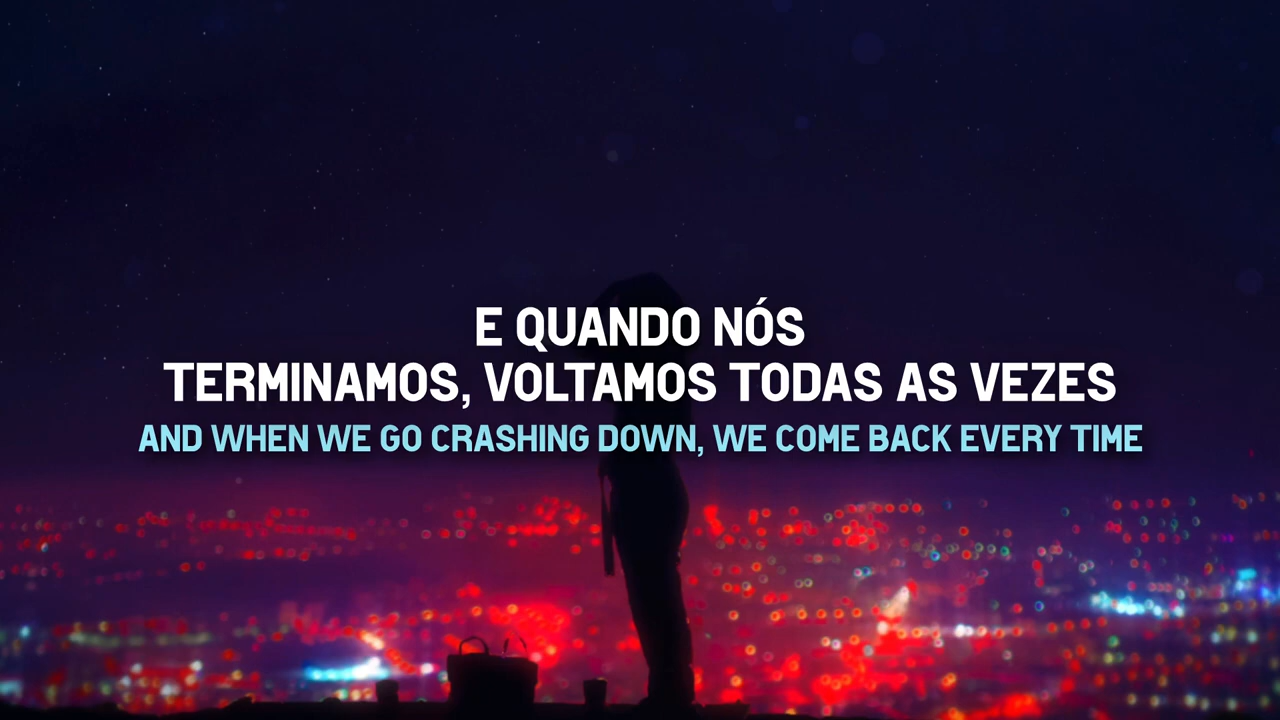 E QUANDO NÓS
TERMINAMOS, VOLTAMOS TODAS AS VEZES
AND WHEN WE GO CRASHING DOWN, WE COME BACK EVERY TIME